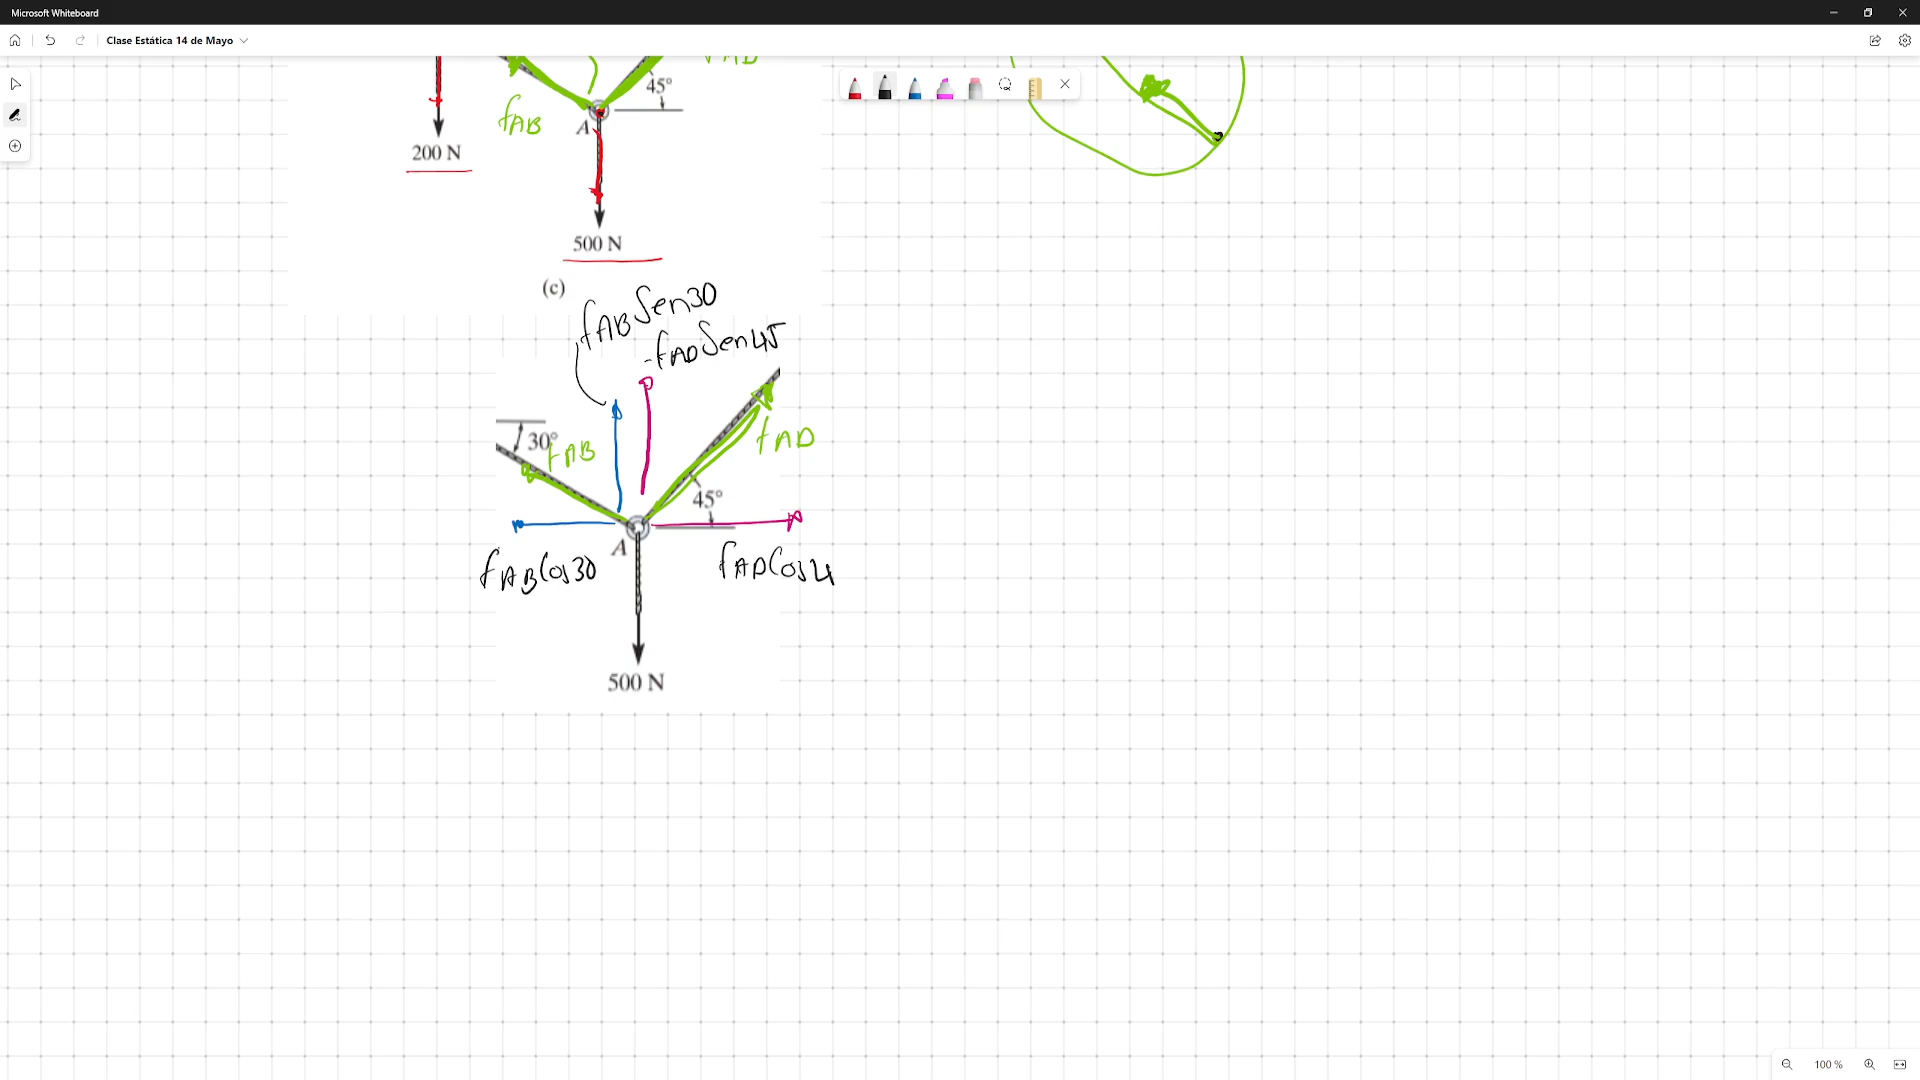 Microsoft Whiteboard
Clase Estática 14 de Mayo
45°
fAB
A
200 N
500 N
(c)
fAB Sen30
fAD Sen45
30°
fAB
fAD
45°
A
fAB Cos30
fAD Cos4
500 N
100 %